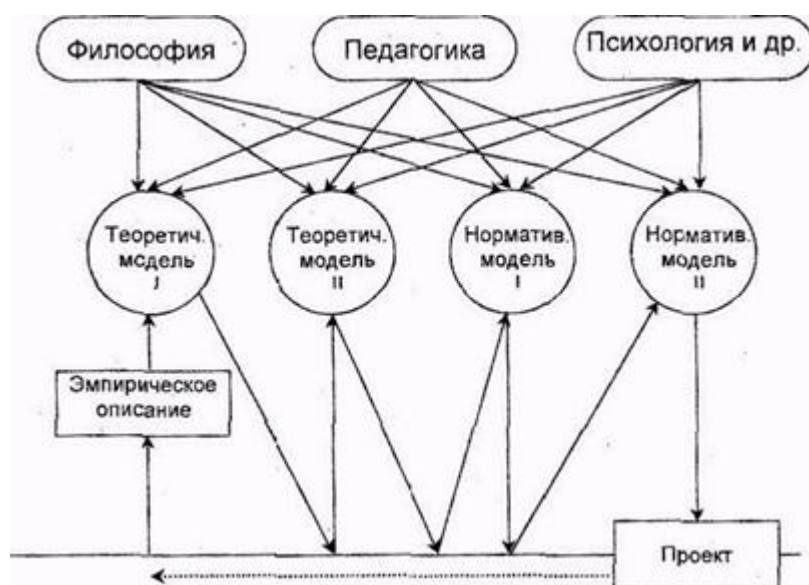 Философия
Педагогика
Психология и др.
Теоретич.
модель
I
Теоретич.
модель
II
Норматив.
модель
I
Норматив.
модель
II
Эмпирическое
описание
Проект